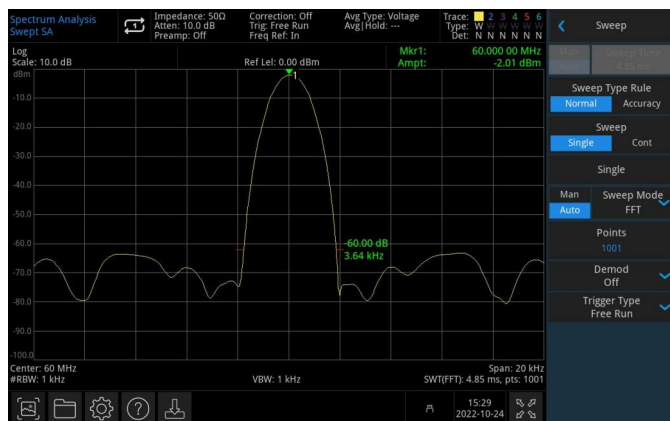 Spectrum Analysis
Swept SA
Impedance: 50Ω
Atten: 10.0 dB
Preamp: Off
Correction: Off
Trig: Free Run
Freq Ref: In
Avg Type: Voltage
Avg|Hold: ---
Trace: 1 2 3 4 5 6
Type: W W W W W W
Det: N N N N N N
Log
Scale: 10.0 dB
Ref Lel: 0.00 dBm
Mkr1: 60.000 00 MHz
Ampt: -2.01 dBm
dBm
1
-10.0
-20.0
-30.0
-40.0
-50.0
-60.0
-70.0
-80.0
-90.0
-100.0
-60.00 dB
3.64 kHz
Center: 60 MHz
#RBW: 1 kHz
VBW: 1 kHz
Span: 20 kHz
SWT(FFT): 4.85 ms, pts: 1001
15:29
2022-10-24
Sweep
Man
Auto
Sweep Time
4.85 ms
Sweep Type Rule
Normal Accuracy
Sweep
Single Cont
Single
Man
Auto
Sweep Mode
FFT
Points
1001
Demod
Off
Trigger Type
Free Run